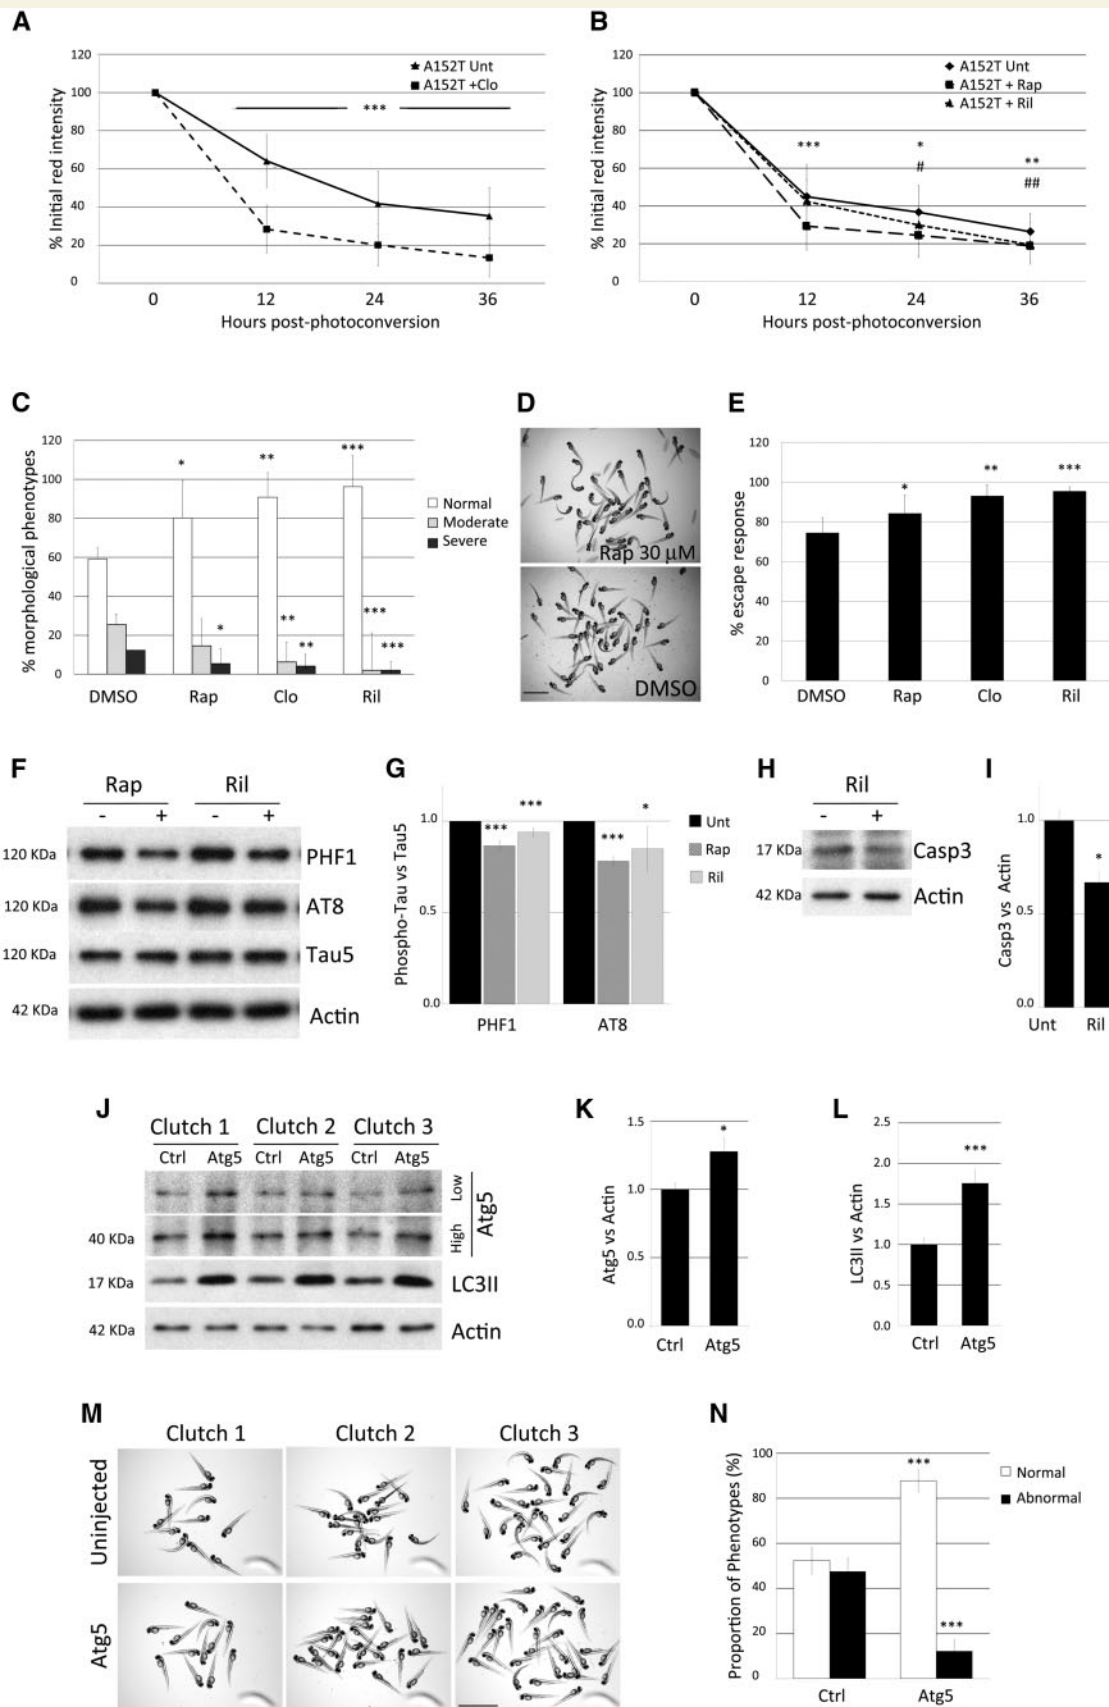 A
120
100
80
60
40
20
0
% Initial red intensity
A152T Unt
A152T +Clo
***
0 12 24 36
Hours post-photoconversion
B
120
100
80
60
40
20
0
% Initial red intensity
A152T Unt
A152T + Rap
A152T + Ril
*** * **
# ##
0 12 24 36
Hours post-photoconversion
C
120
100
80
60
40
20
0
% morphological phenotypes
* ** ***
* ** ** *** ***
Normal
Moderate
Severe
DMSO Rap Clo Ril
D
Rap 30 μM
DMSO
E
120
100
80
60
40
20
0
% escape response
* ** ***
DMSO Rap Clo Ril
F
Rap Ril
- + - +
120 KDa PHF1
120 KDa AT8
120 KDa Tau5
42 KDa Actin
G
1.0
0.5
0.0
Phospho-Tau vs Tau5
*** *** *** *
Unt
Rap
Ril
PHF1 AT8
H
Ril
- +
17 KDa Casp3
42 KDa Actin
I
1.0
0.5
0.0
Casp3 vs Actin
*
Unt Ril
J
Clutch 1 Clutch 2 Clutch 3
Ctrl Atg5 Ctrl Atg5 Ctrl Atg5
Low
High
Atg5
40 KDa
17 KDa LC3II
42 KDa Actin
K
1.5
1.0
0.5
0.0
Atg5 vs Actin
*
Ctrl Atg5
L
2.5
2.0
1.5
1.0
0.5
0.0
LC3II vs Actin
***
Ctrl Atg5
M
Clutch 1 Clutch 2 Clutch 3
Uninjected
Atg5
N
100
80
60
40
20
0
Proportion of Phenotypes (%)
***
***
Normal
Abnormal
Ctrl Atg5